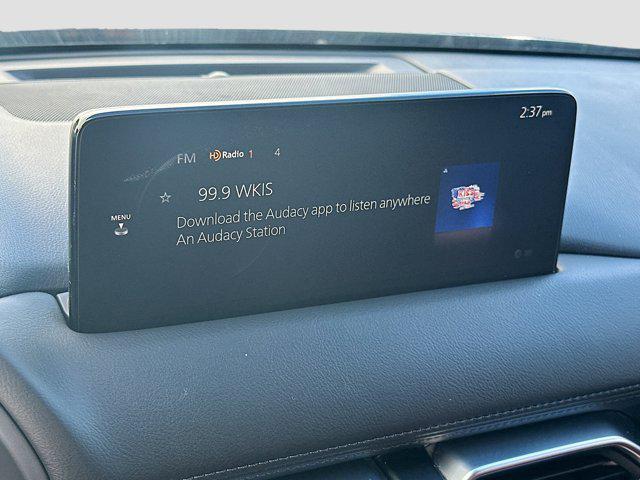 2:37pm
FM HD Radio 1 4
99.9 WKIS
Download the Audacy app to listen anywhere
An Audacy Station
MENU